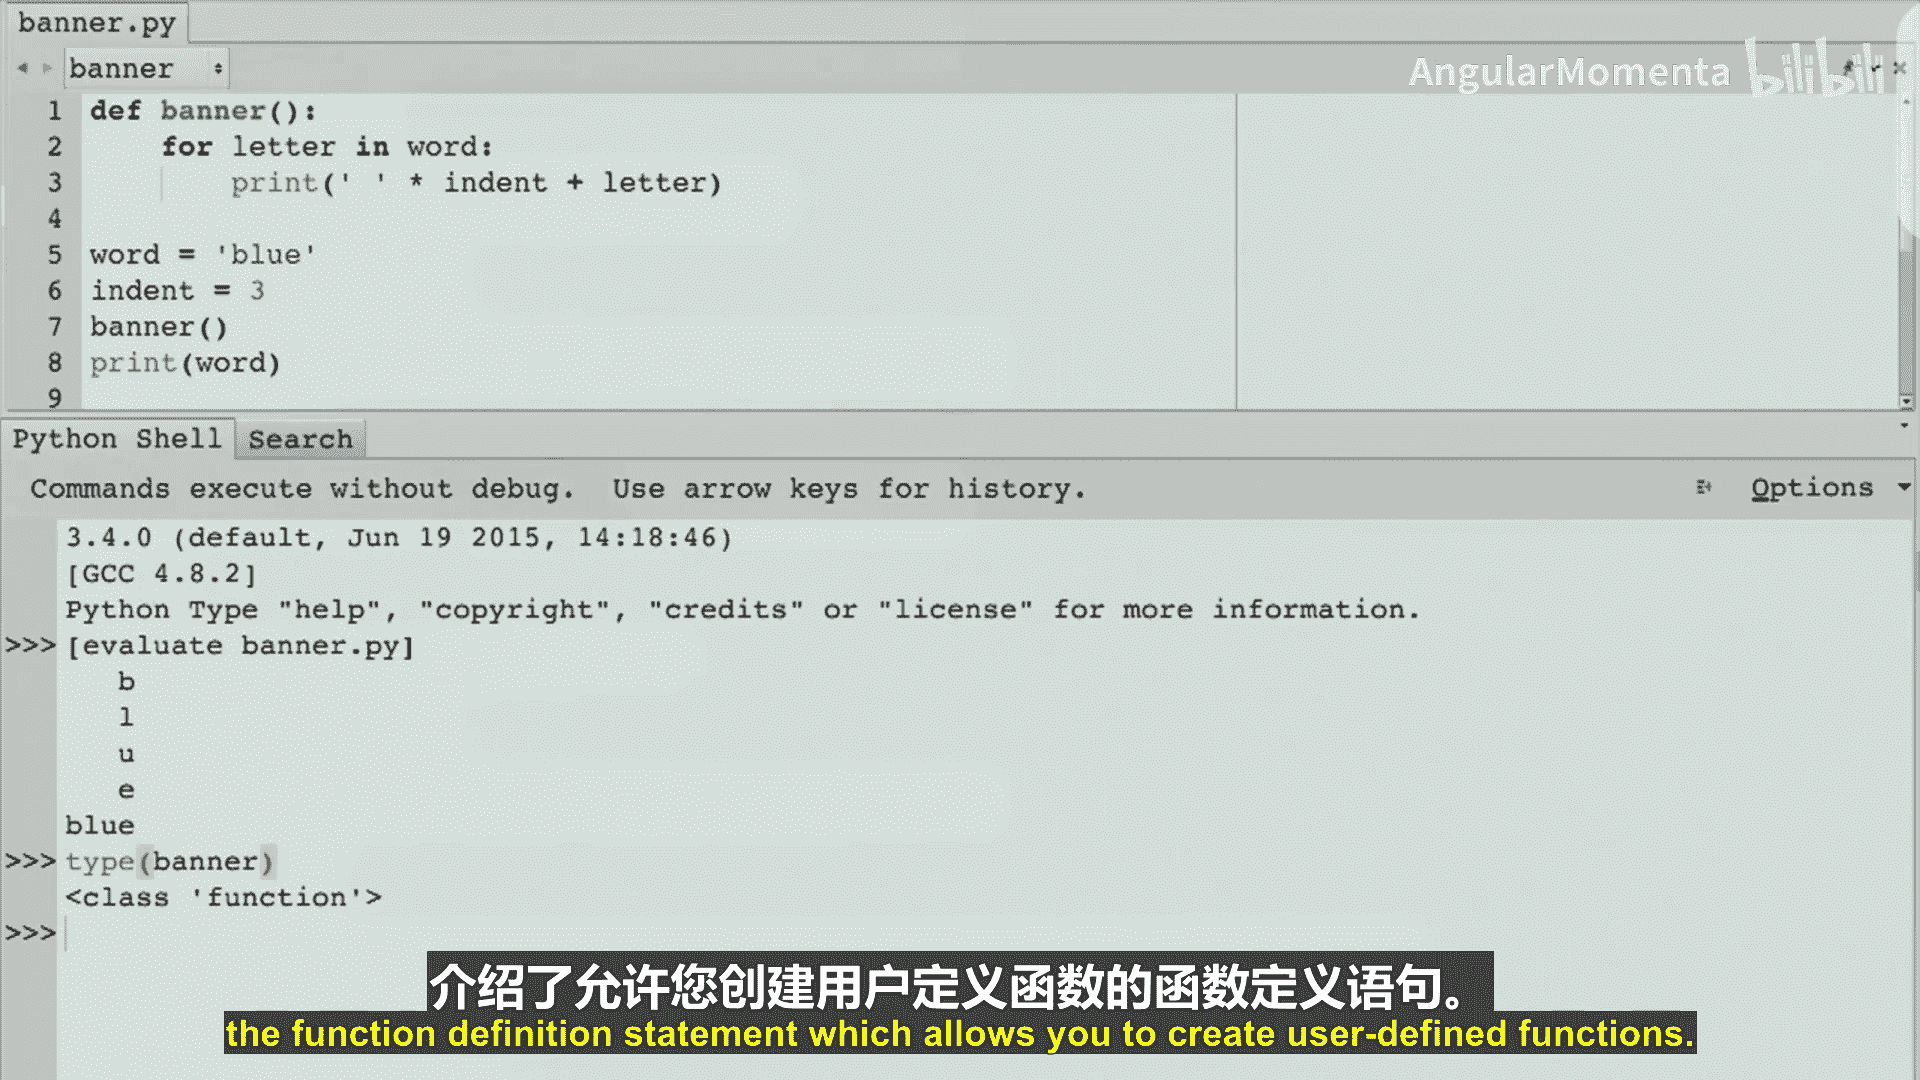 banner.py
banner
AngularMomenta bilibili
1 def banner():
2     for letter in word:
3         print(' ' * indent + letter)
4
5 word = 'blue'
6 indent = 3
7 banner()
8 print(word)
9
Python Shell Search
Commands execute without debug.  Use arrow keys for history.
Options
3.4.0 (default, Jun 19 2015, 14:18:46)
[GCC 4.8.2]
Python Type "help", "copyright", "credits" or "license" for more information.
>>> [evaluate banner.py]
   b
   l
   u
   e
blue
>>> type(banner)
<class 'function'>
>>>
介绍了允许您创建用户定义函数的函数定义语句。
the function definition statement which allows you to create user-defined functions.